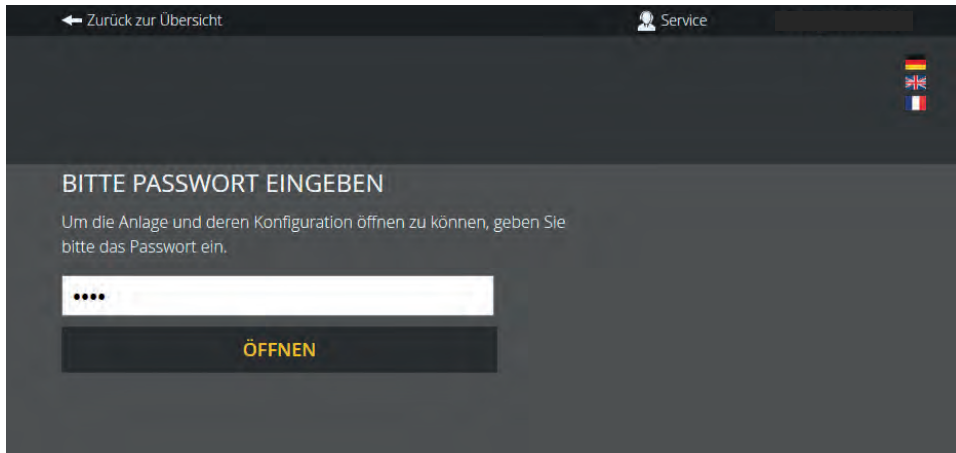 Zurück zur Übersicht
Service
BITTE PASSWORT EINGEBEN
Um die Anlage und deren Konfiguration öffnen zu können, geben Sie
bitte das Passwort ein.
••••
ÖFFNEN